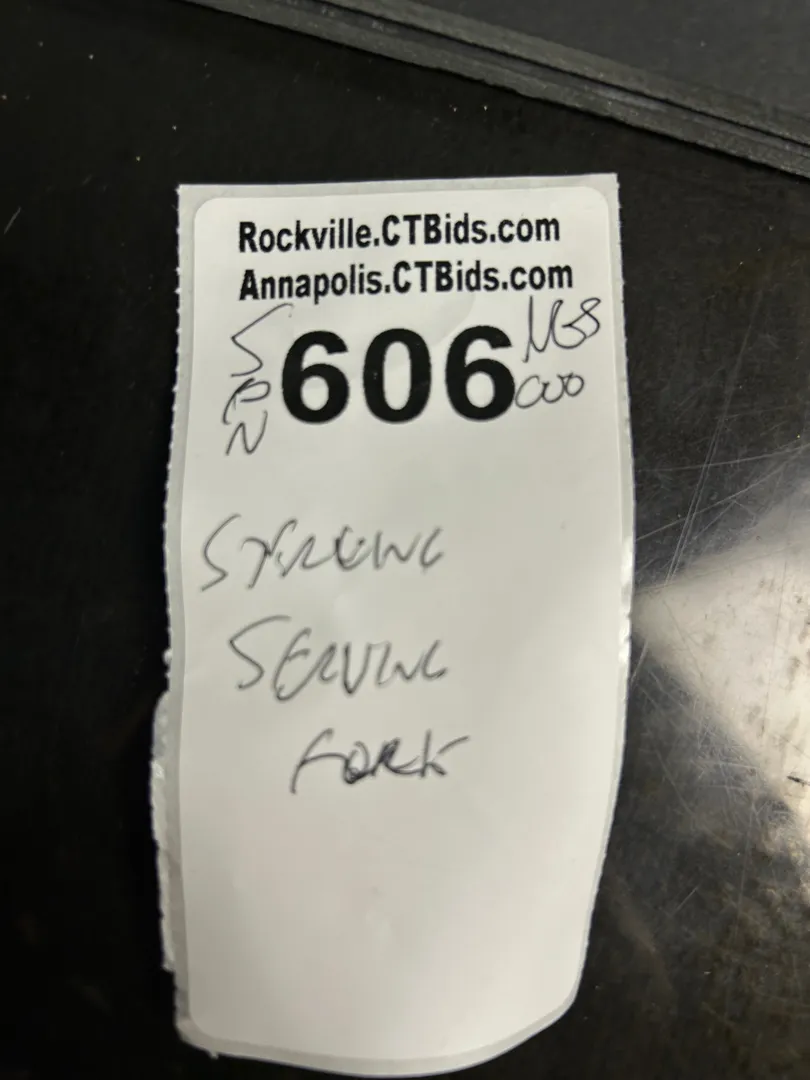 Rockville.CTBids.com
Annapolis.CTBids.com
606
STERLING
SERVING
FORK